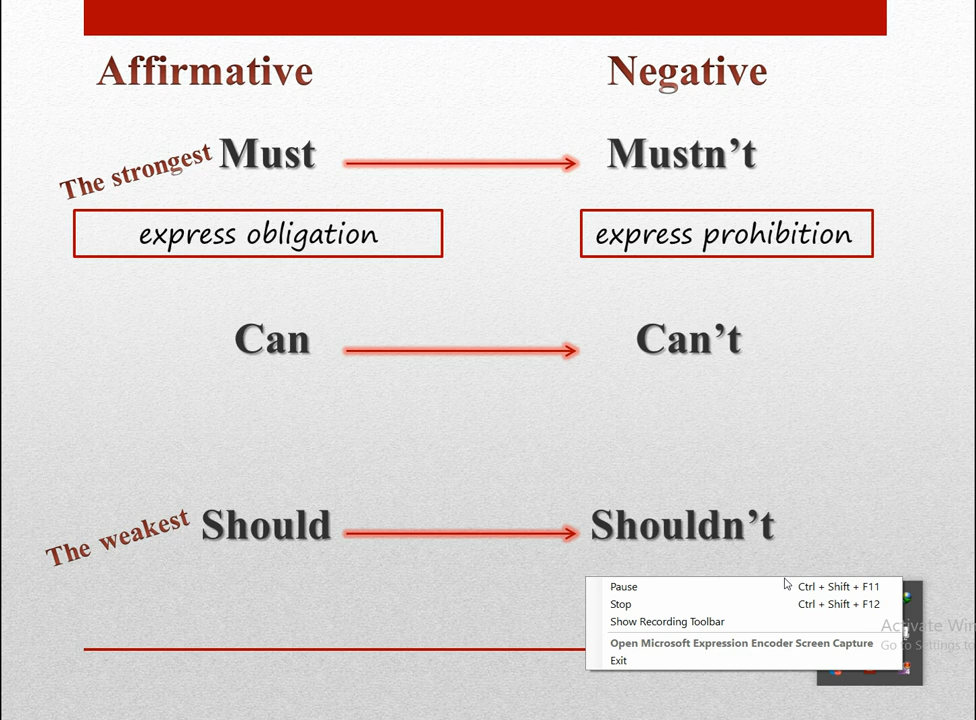 Affirmative Negative
The strongest Must Mustn't
express obligation express prohibition
Can Can't
The weakest Should Shouldn't
Pause Ctrl + Shift + F11
Stop Ctrl + Shift + F12
Show Recording Toolbar
Activate Win
Open Microsoft Expression Encoder Screen Capture
Go to Settings to
Exit